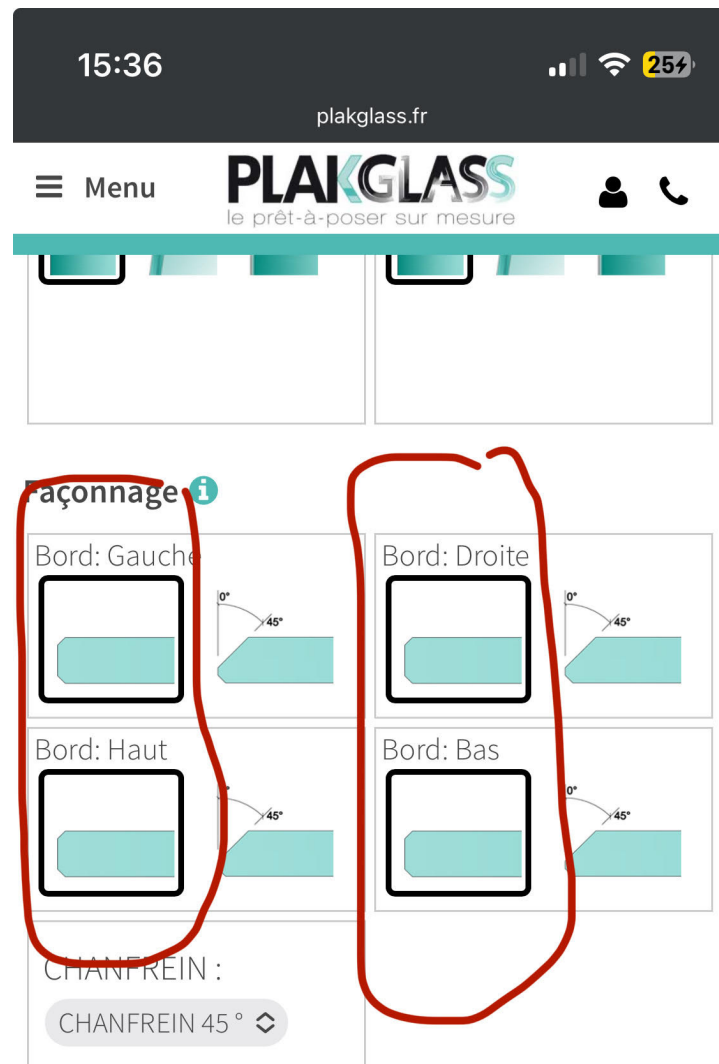 15:36
25
plakglass.fr
Menu
PLAKGLASS
le prêt-à-poser sur mesure
Façonnage
Bord: Gauche
0°
45°
Bord: Droite
0°
45°
Bord: Haut
0°
45°
Bord: Bas
0°
45°
CHANFREIN :
CHANFREIN 45 °